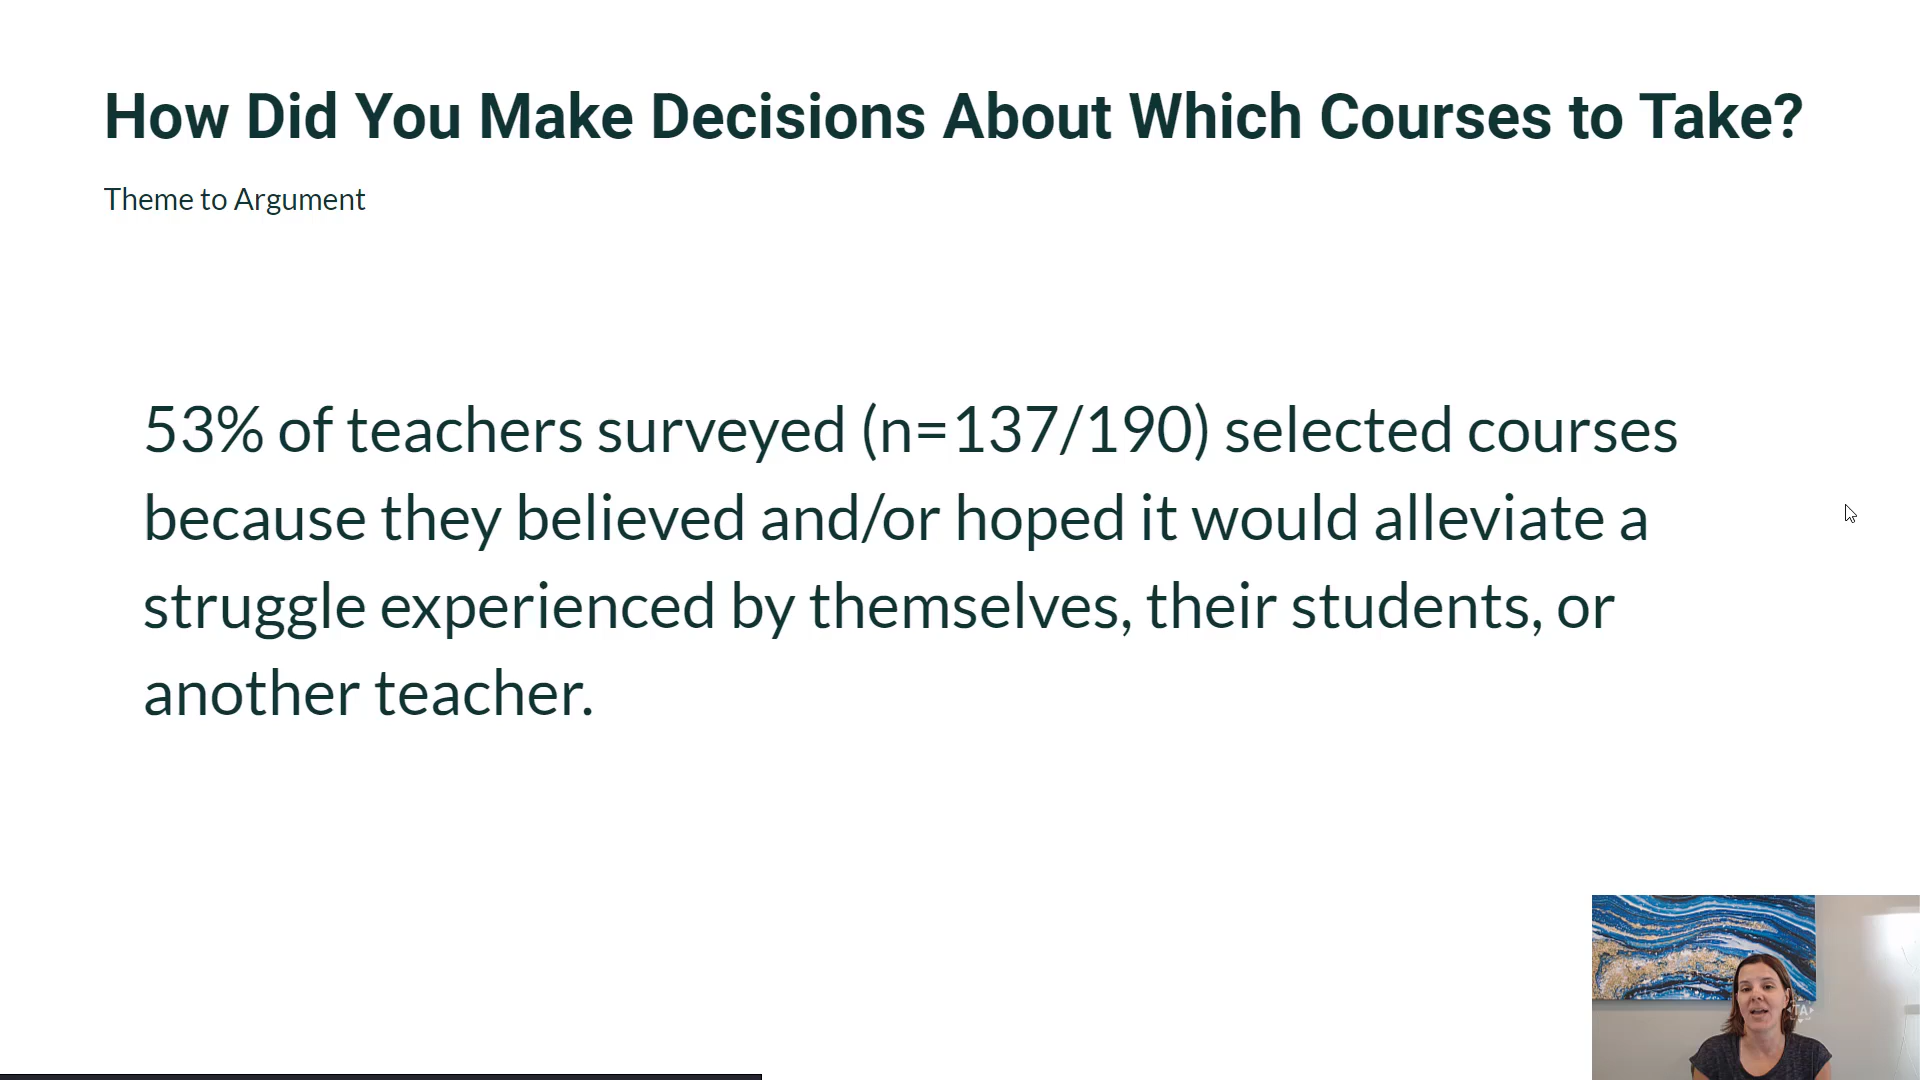 How Did You Make Decisions About Which Courses to Take?
Theme to Argument
53% of teachers surveyed (n=137/190) selected courses
because they believed and/or hoped it would alleviate a
struggle experienced by themselves, their students, or
another teacher.
TA